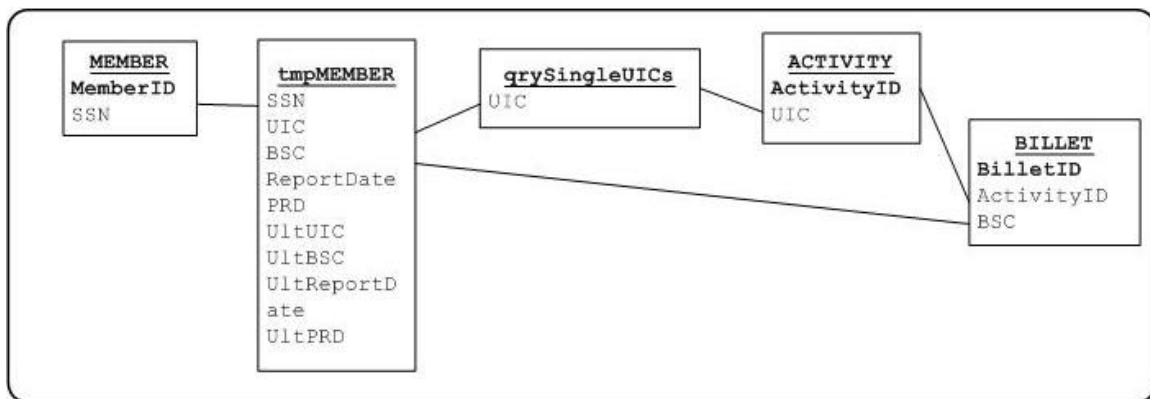 MEMBER
MemberID
SSN
tmpMEMBER
SSN
UIC
BSC
ReportDate
PRD
UltUIC
UltBSC
UltReportD
ate
UltPRD
qrySingleUICs
UIC
ACTIVITY
ActivityID
UIC
BILLET
BilletID
ActivityID
BSC